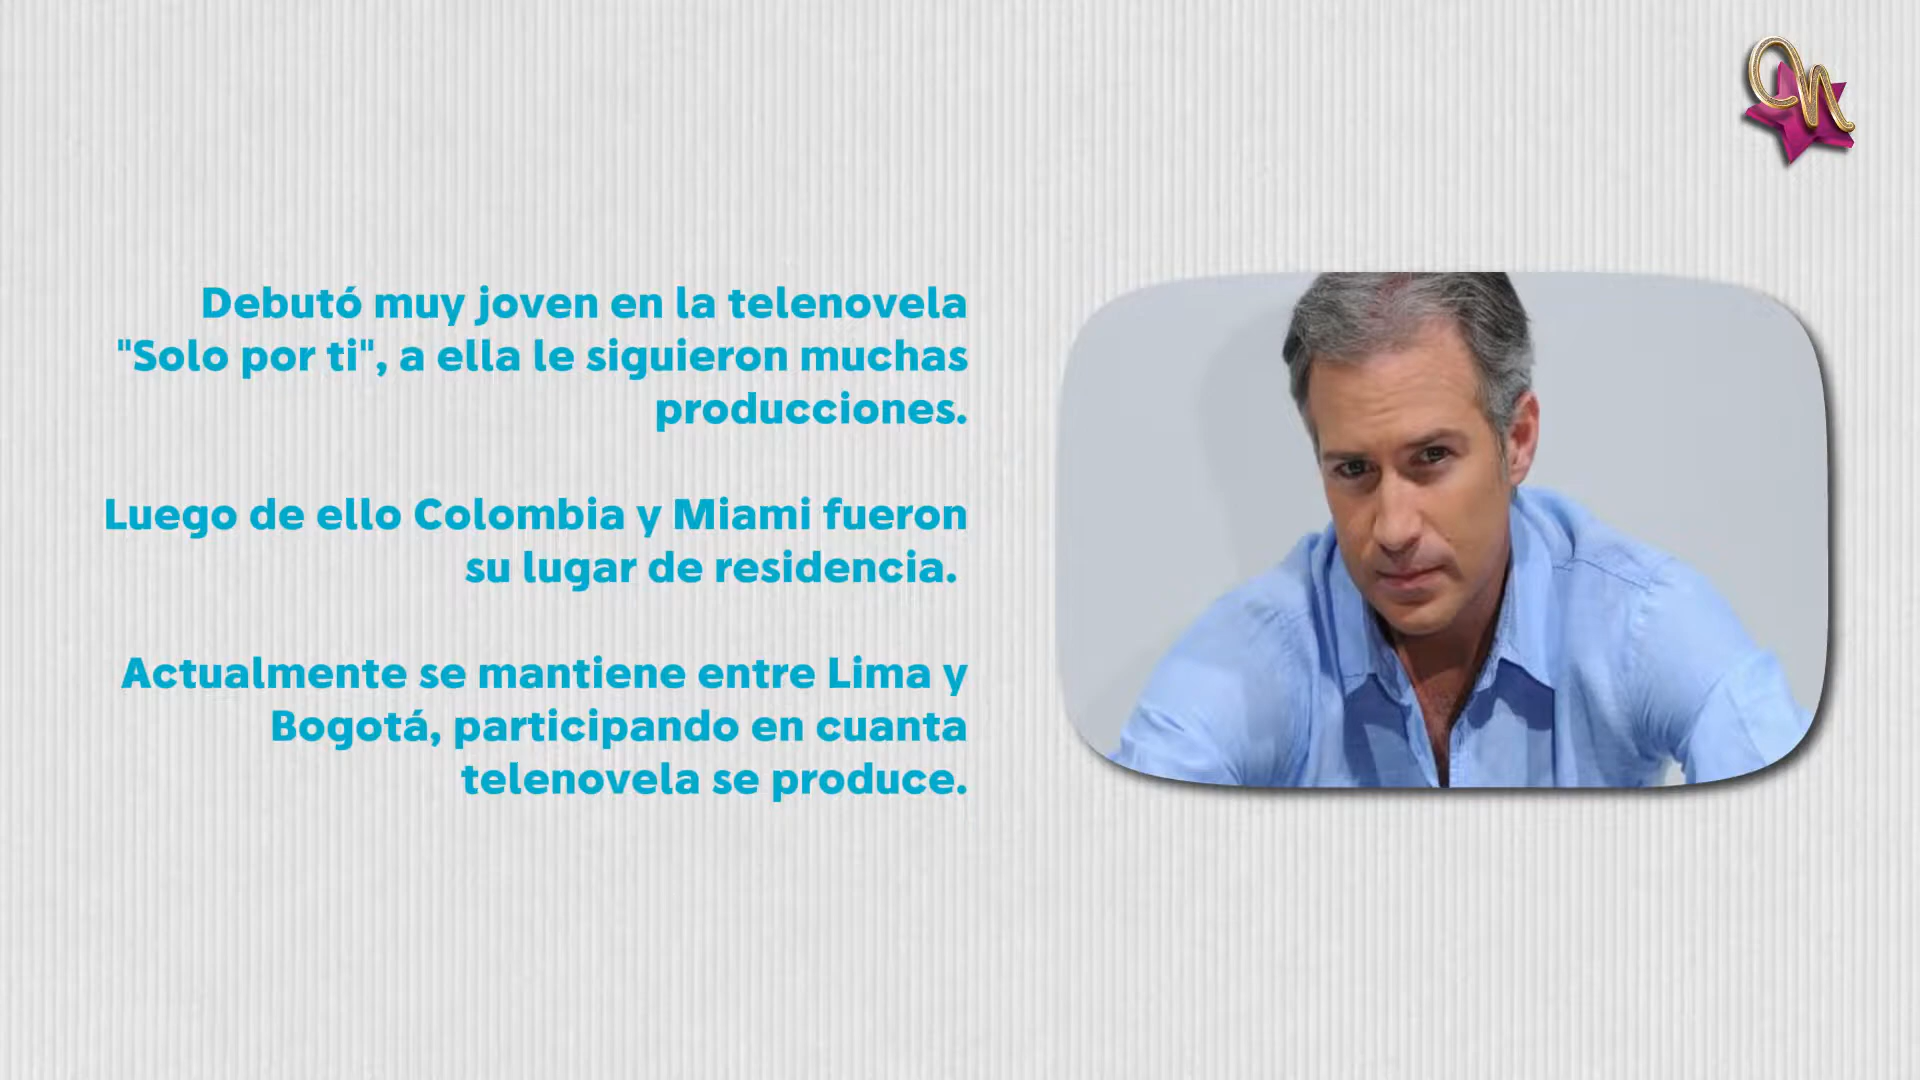 Debutó muy joven en la telenovela
"Solo por ti", a ella le siguieron muchas
producciones.
Luego de ello Colombia y Miami fueron
su lugar de residencia.
Actualmente se mantiene entre Lima y
Bogotá, participando en cuanta
telenovela se produce.